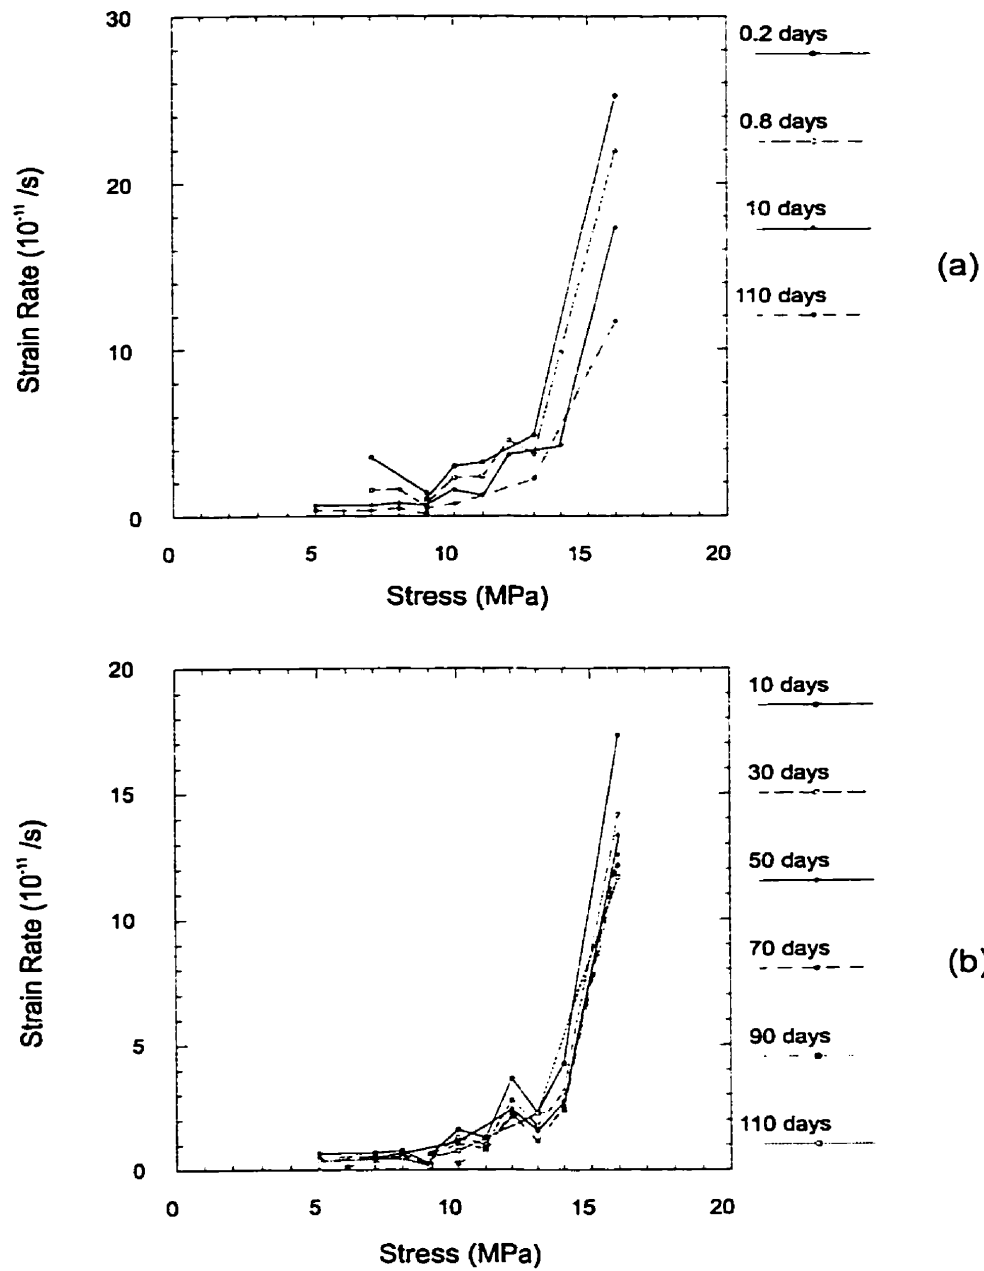 30
20
10
0
0 5 10 15 20
Strain Rate (10⁻¹¹ /s)
Stress (MPa)
0.2 days
0.8 days
10 days
110 days
(a)
20
15
10
5
0
0 5 10 15 20
Strain Rate (10⁻¹¹ /s)
Stress (MPa)
10 days
30 days
50 days
70 days
90 days
110 days
(b)